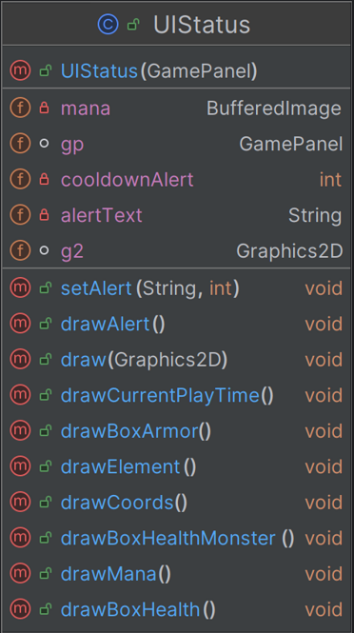 C UIStatus
m UIStatus(GamePanel)
f mana BufferedImage
f gp GamePanel
f cooldownAlert int
f alertText String
f g2 Graphics2D
m setAlert(String, int) void
m drawAlert() void
m draw(Graphics2D) void
m drawCurrentPlayTime() void
m drawBoxArmor() void
m drawElement() void
m drawCoords() void
m drawBoxHealthMonster () void
m drawMana() void
m drawBoxHealth() void